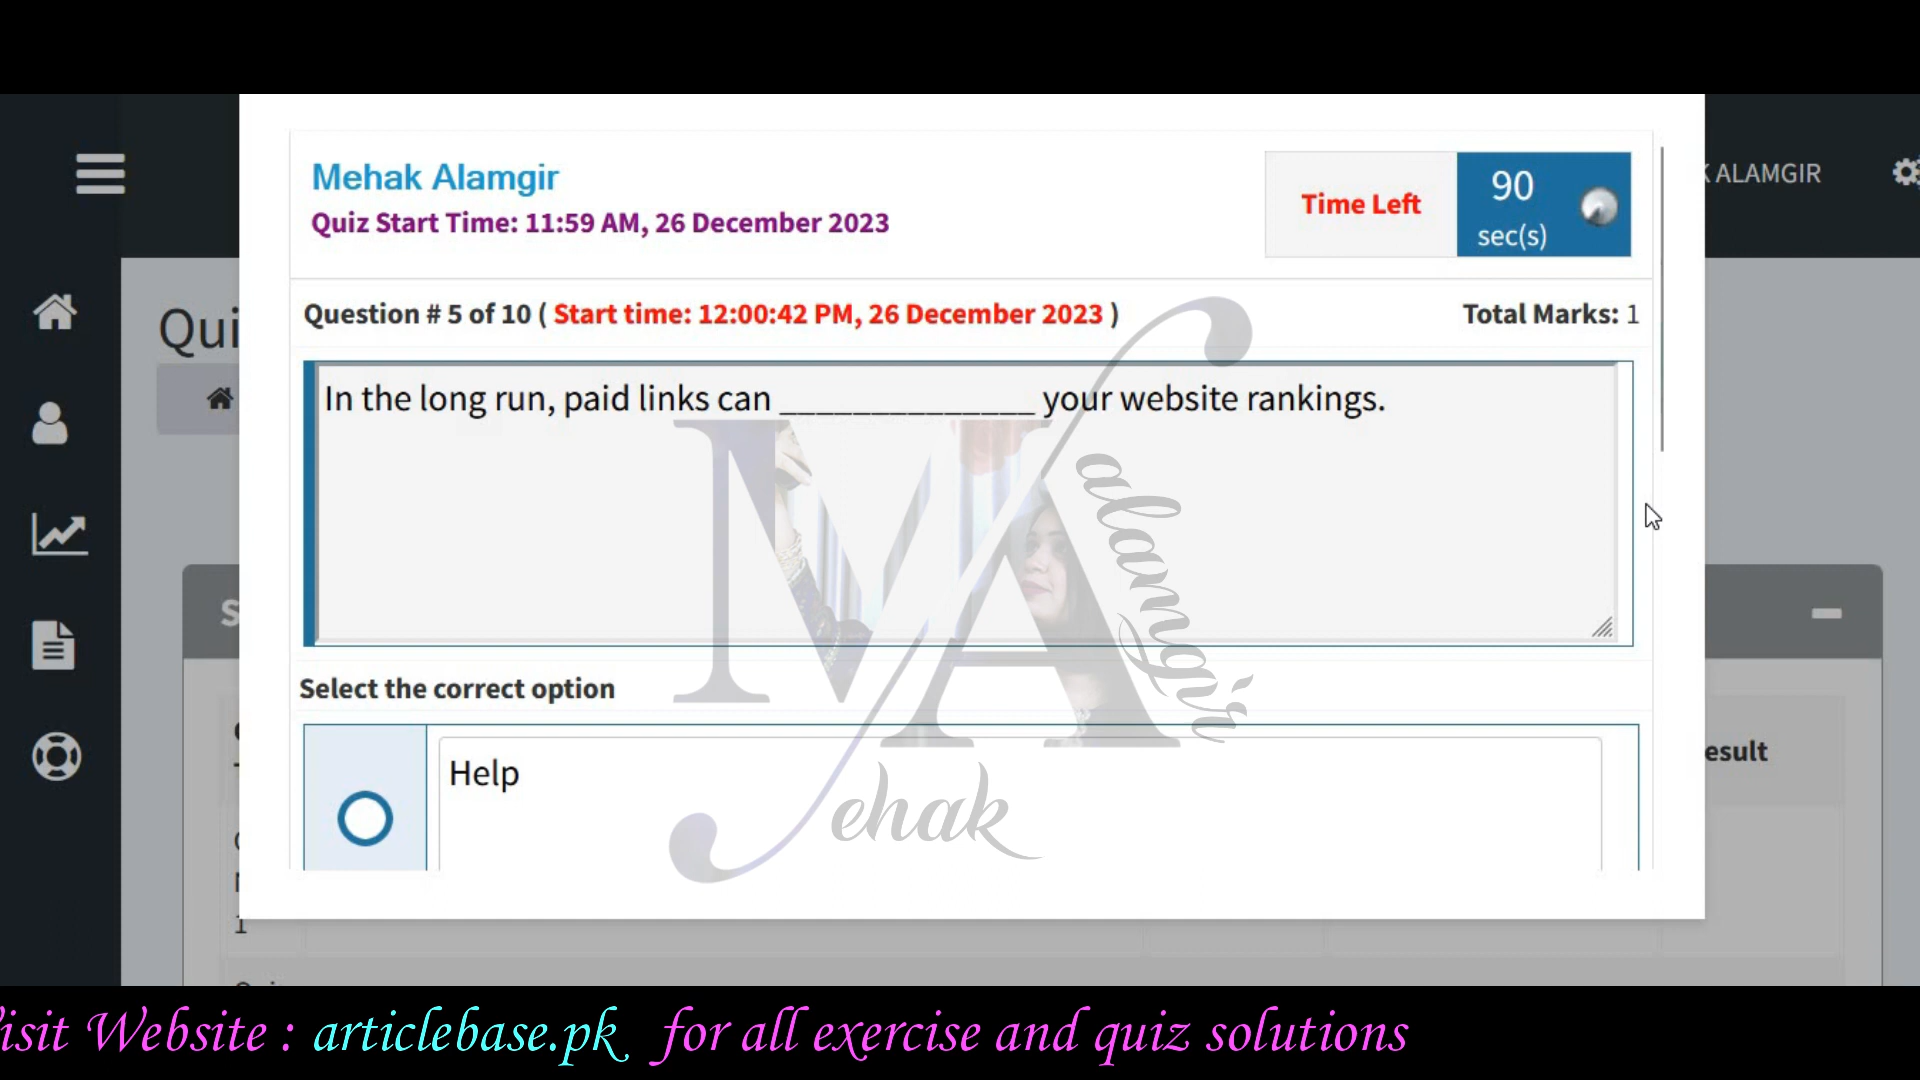 Mehak Alamgir
Quiz Start Time: 11:59 AM, 26 December 2023
Time Left
90
sec(s)
ALAMGIR
Question # 5 of 10 ( Start time: 12:00:42 PM, 26 December 2023 )
Total Marks: 1
Qui
In the long run, paid links can ______________ your website rankings.
alamgir
MA
Select the correct option
S
esult
Help
ehak
1
isit Website : articlebase.pk, for all exercise and quiz solutions